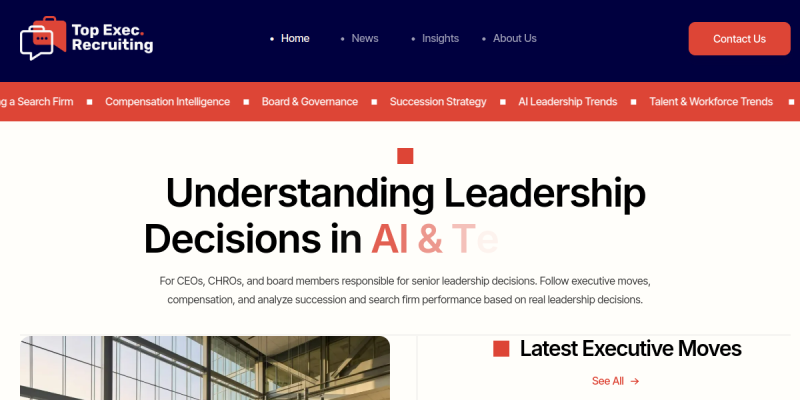 Top Exec.
Recruiting
Home
News
Insights
About Us
Contact Us
a Search Firm
Compensation Intelligence
Board & Governance
Succession Strategy
AI Leadership Trends
Talent & Workforce Trends
Understanding Leadership
Decisions in AI & Te
For CEOs, CHROs, and board members responsible for senior leadership decisions. Follow executive moves,
compensation, and analyze succession and search firm performance based on real leadership decisions.
Latest Executive Moves
See All →